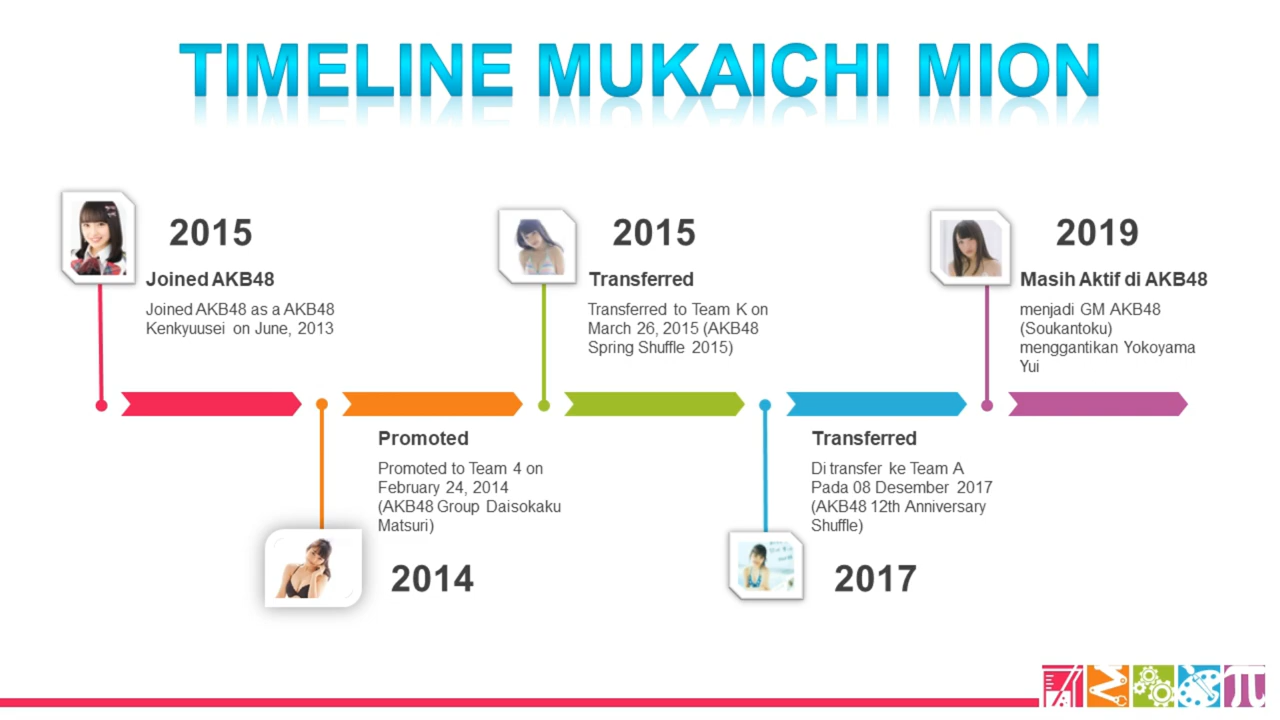 TIMELINE MUKAICHI MION
2015
Joined AKB48
Joined AKB48 as a AKB48
Kenkyuusei on June, 2013
Promoted
Promoted to Team 4 on
February 24, 2014
(AKB48 Group Daisokaku
Matsuri)
2014
2015
Transferred
Transferred to Team K on
March 26, 2015 (AKB48
Spring Shuffle 2015)
Transferred
Di transfer ke Team A
Pada 08 Desember 2017
(AKB48 12th Anniversary
Shuffle)
2017
2019
Masih Aktif di AKB48
menjadi GM AKB48
(Soukantoku)
menggantikan Yokoyama
Yui